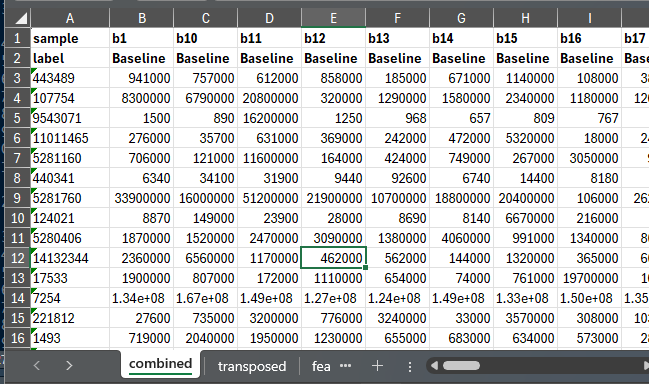 A B C D E F G H I
1 sample b1 b10 b11 b12 b13 b14 b15 b16 b17
2 label Baseline Baseline Baseline Baseline Baseline Baseline Baseline Baseline Base
3 443489 941000 757000 612000 858000 185000 671000 1140000 108000
4 107754 8300000 6790000 20800000 320000 1290000 1580000 2340000 1180000
5 9543071 1500 890 16200000 1250 968 657 809 767
6 11011465 276000 35700 631000 369000 242000 472000 5320000 18000
7 5281160 706000 121000 11600000 164000 424000 749000 267000 3050000
8 440341 6340 34100 31900 9440 92600 6740 14400 8180
9 5281760 33900000 16000000 51200000 21900000 10700000 18800000 20400000 106000 26
10 124021 8870 149000 23900 28000 8690 8140 6670000 216000
11 5280406 1870000 1520000 2470000 3090000 1380000 4060000 991000 1340000
12 14132344 2360000 6560000 1170000 462000 562000 144000 1320000 365000
13 17533 1900000 807000 172000 1110000 654000 74000 761000 19700000
14 7254 1.34e+08 1.67e+08 1.49e+08 1.27e+08 1.24e+08 1.49e+08 1.33e+08 1.50e+08 1.35
15 221812 27600 735000 3200000 776000 3240000 33000 3570000 308000
16 1493 719000 2040000 1950000 1230000 655000 683000 634000 573000
combined transposed fea